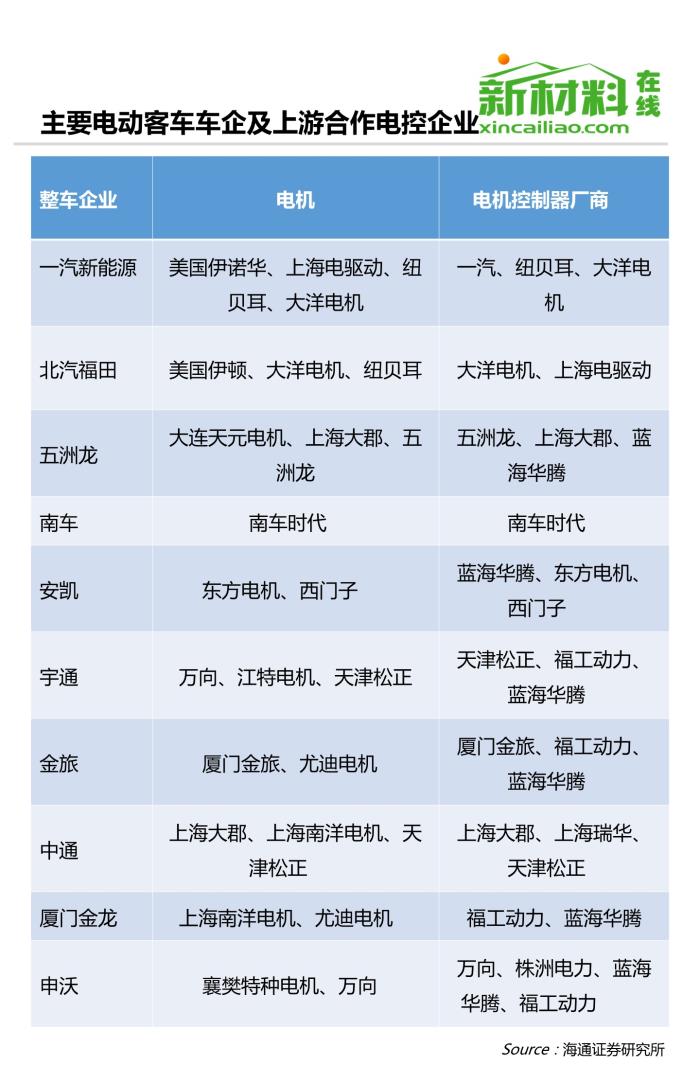 新材料在线
xincailiao.com
主要电动客车车企及上游合作电控企业
整车企业 电机 电机控制器厂商
一汽新能源
美国伊诺华、上海电驱动、纽
贝耳、大洋电机
一汽、纽贝耳、大洋电
机
北汽福田
美国伊顿、大洋电机、纽贝耳
大洋电机、上海电驱动
五洲龙
大连天元电机、上海大郡、五
洲龙
五洲龙、上海大郡、蓝
海华腾
南车
南车时代
南车时代
安凯
东方电机、西门子
蓝海华腾、东方电机、
西门子
宇通
万向、江特电机、天津松正
天津松正、福工动力、
蓝海华腾
金旅
厦门金旅、尤迪电机
厦门金旅、福工动力、
蓝海华腾
中通
上海大郡、上海南洋电机、天
津松正
上海大郡、上海瑞华、
天津松正
厦门金龙
上海南洋电机、尤迪电机
福工动力、蓝海华腾
申沃
襄樊特种电机、万向
万向、株洲电力、蓝海
华腾、福工动力
Source：海通证券研究所